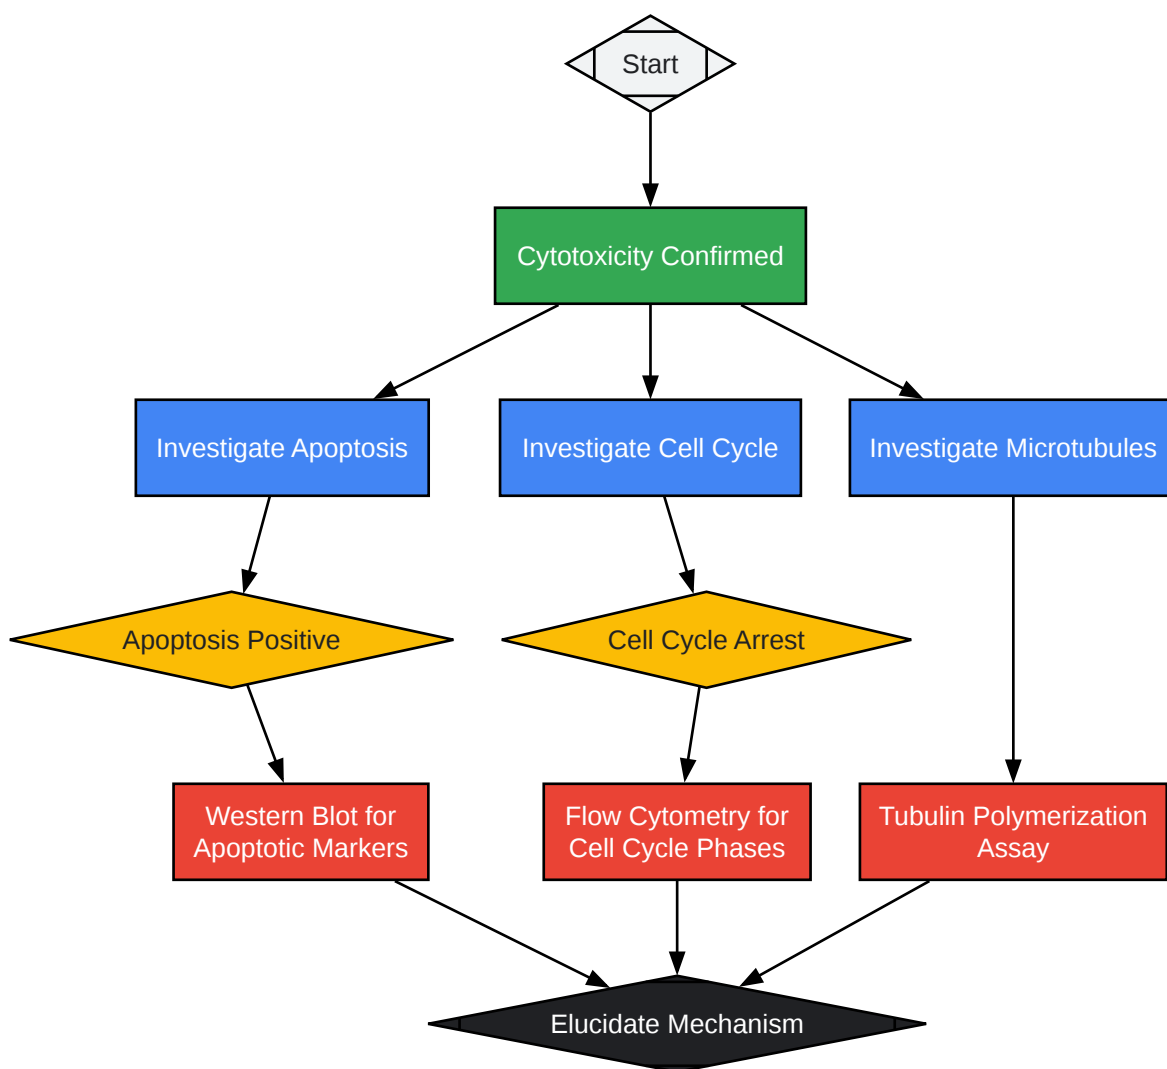 Start
Cytotoxicity Confirmed
Investigate Apoptosis
Investigate Cell Cycle
Investigate Microtubules
Apoptosis Positive
Cell Cycle Arrest
Western Blot for
Apoptotic Markers
Flow Cytometry for
Cell Cycle Phases
Tubulin Polymerization
Assay
Elucidate Mechanism